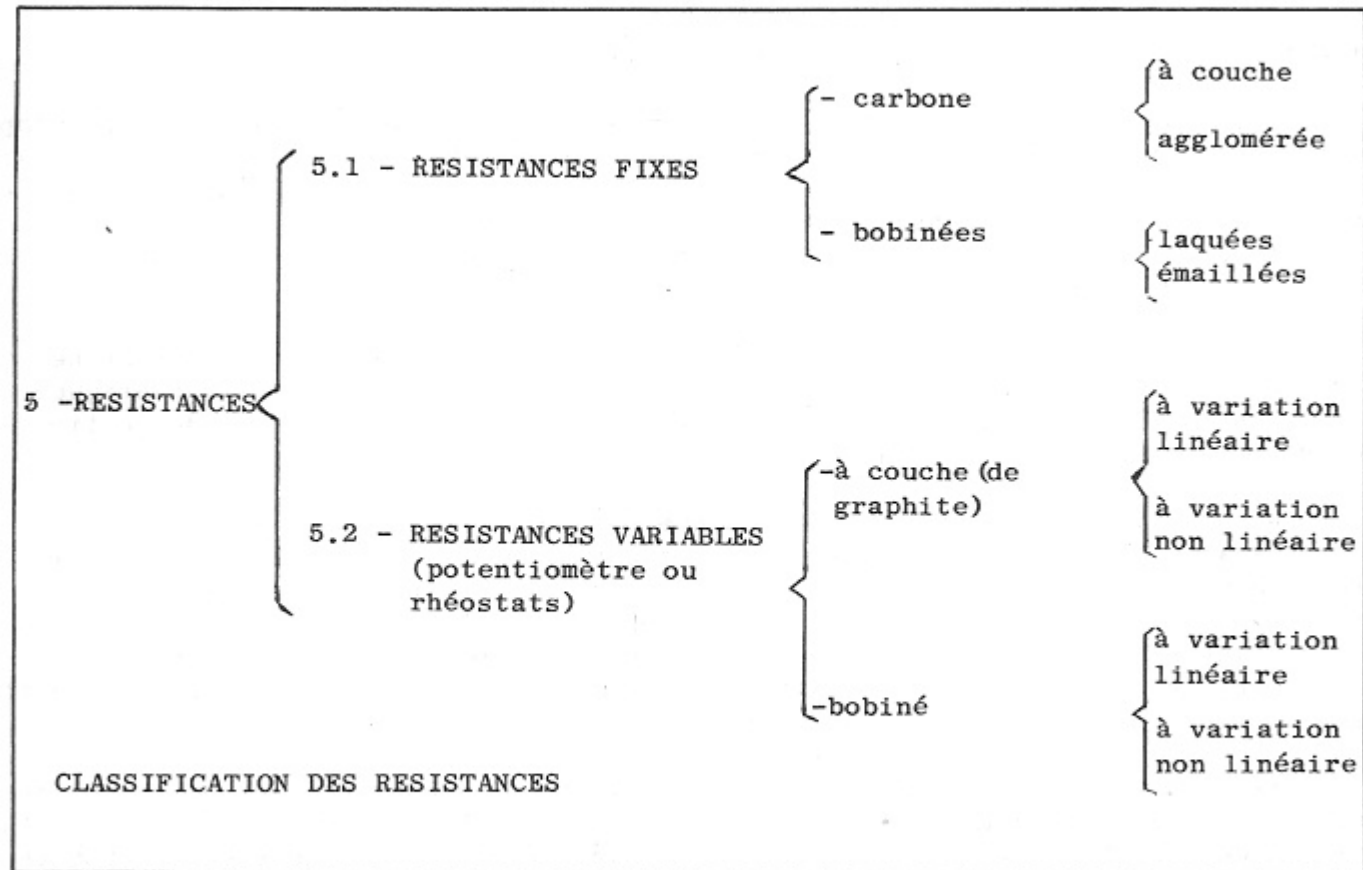 5 -RESISTANCES
5.1 - RESISTANCES FIXES
- carbone
à couche
agglomérée
- bobinées
laquées
émaillées
5.2 - RESISTANCES VARIABLES
(potentiomètre ou
rhéostats)
-à couche (de
graphite)
à variation
linéaire
à variation
non linéaire
-bobiné
à variation
linéaire
à variation
non linéaire
CLASSIFICATION DES RESISTANCES